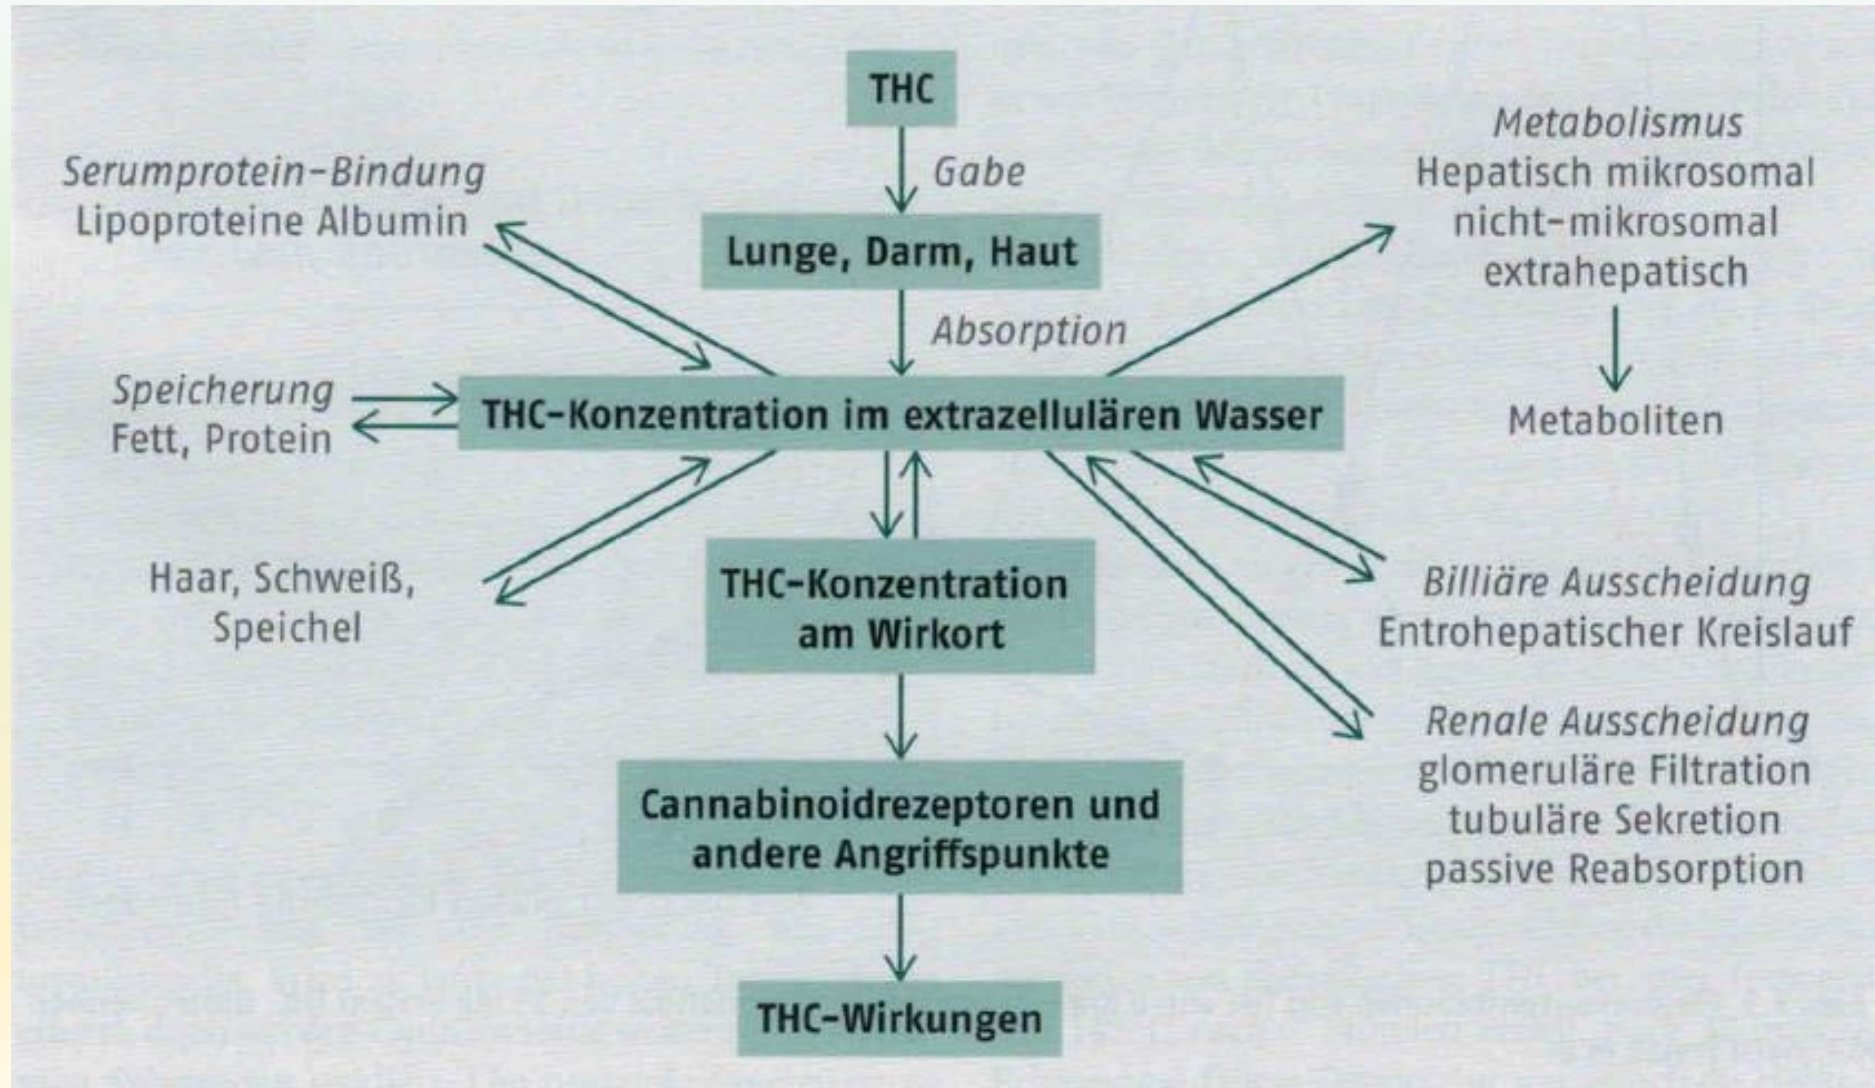 THC
Gabe
Lunge, Darm, Haut
Absorption
Serumprotein-Bindung
Lipoproteine Albumin
Metabolismus
Hepatisch mikrosomal
nicht-mikrosomal
extrahepatisch
Metaboliten
Speicherung
Fett, Protein
THC-Konzentration im extrazellulären Wasser
Haar, Schweiß,
Speichel
THC-Konzentration
am Wirkort
Billiäre Ausscheidung
Entrohepatischer Kreislauf
Renale Ausscheidung
glomeruläre Filtration
tubuläre Sekretion
passive Reabsorption
Cannabinoidrezeptoren und
andere Angriffspunkte
THC-Wirkungen